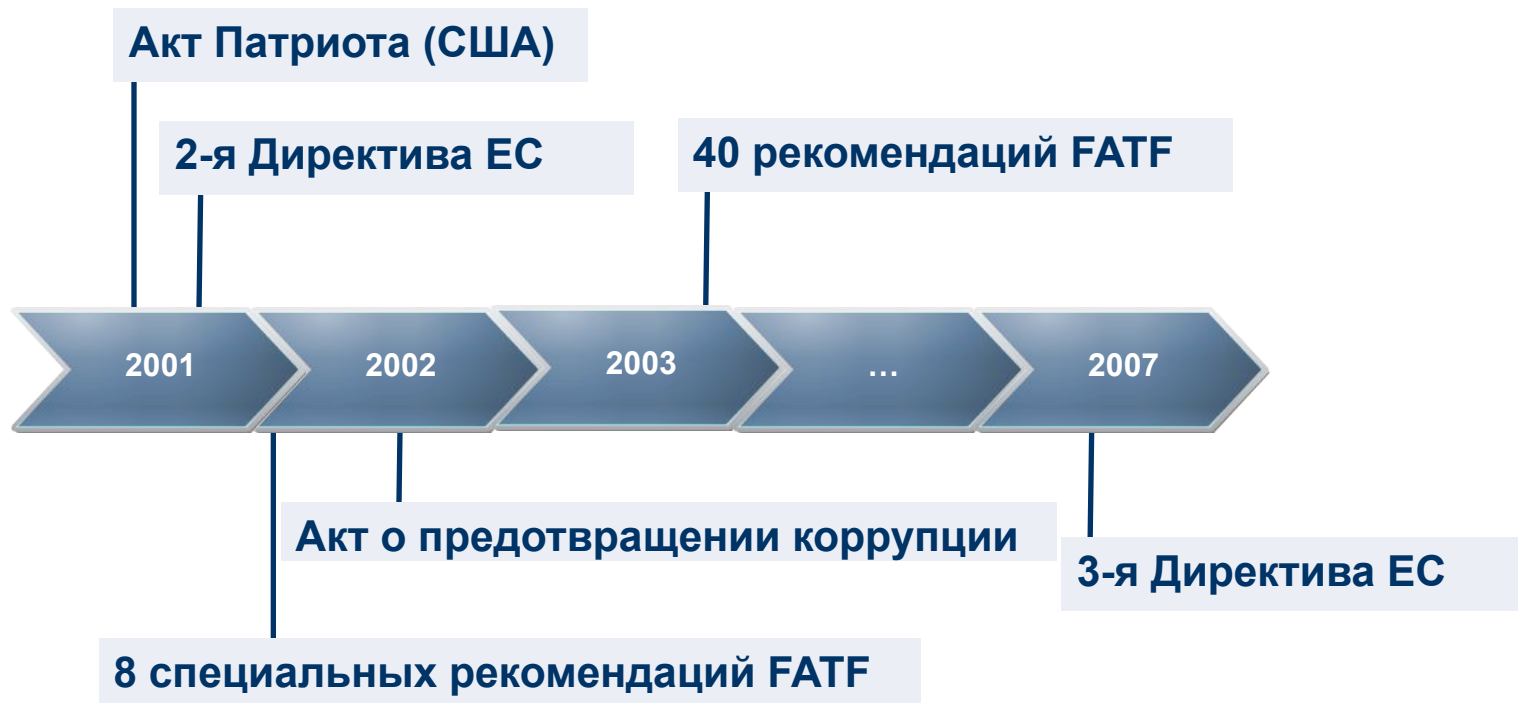 Акт Патриота (США)
2-я Директива ЕС
40 рекомендаций FATF
2001
2002
2003
...
2007
Акт о предотвращении коррупции
3-я Директива ЕС
8 специальных рекомендаций FATF